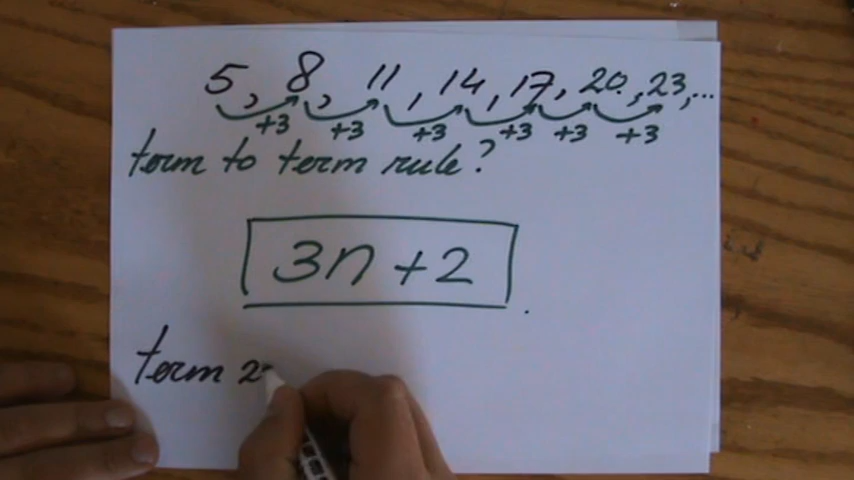 5, 8, 11, 14, 17, 20, 23,...
+3 +3 +3 +3 +3 +3
term to term rule?
3n+2
term